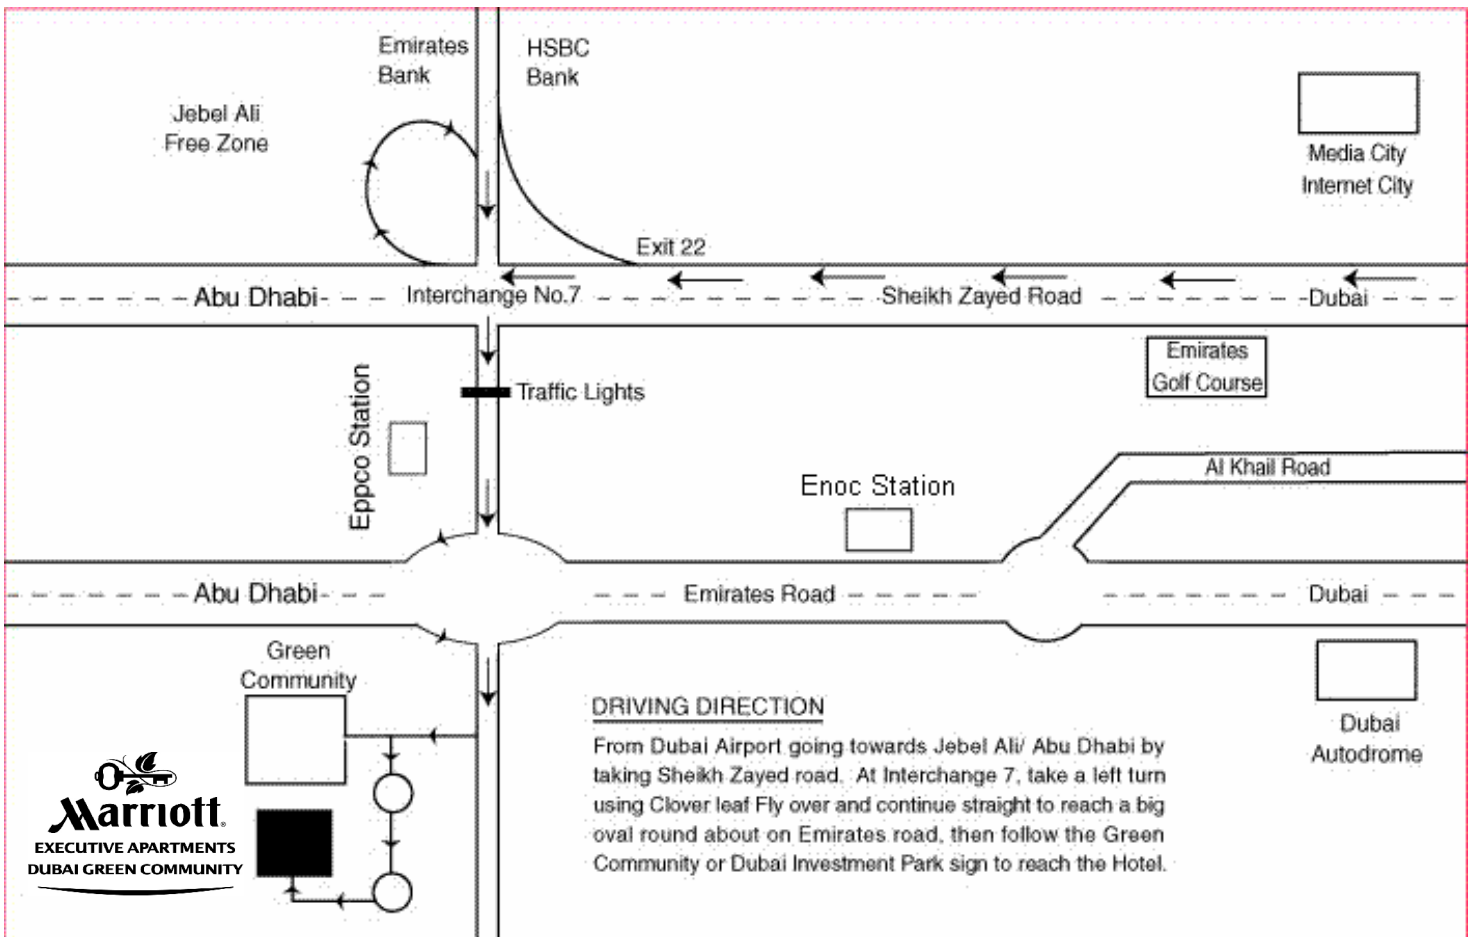 Emirates
Bank
HSBC
Bank
Jebel Ali
Free Zone
Media City
Internet City
Exit 22
Abu Dhabi
Interchange No.7
Sheikh Zayed Road
Dubai
Emirates
Golf Course
Traffic Lights
Eppco Station
Al Khail Road
Enoc Station
Abu Dhabi
Emirates Road
Dubai
Green
Community
Dubai
Autodrome
DRIVING DIRECTION
From Dubai Airport going towards Jebel Ali/ Abu Dhabi by
taking Sheikh Zayed road. At Interchange 7, take a left turn
using Clover leaf Fly over and continue straight to reach a big
oval round about on Emirates road, then follow the Green
Community or Dubai Investment Park sign to reach the Hotel.
Marriott®
EXECUTIVE APARTMENTS
DUBAI GREEN COMMUNITY